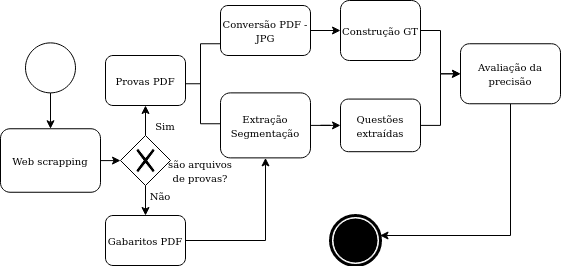 Conversão PDF -
JPG
Construção GT
Provas PDF
Avaliação da
precisão
Extração
Segmentação
Questões
extraídas
Sim
Web scrapping
são arquivos
de provas?
Não
Gabaritos PDF